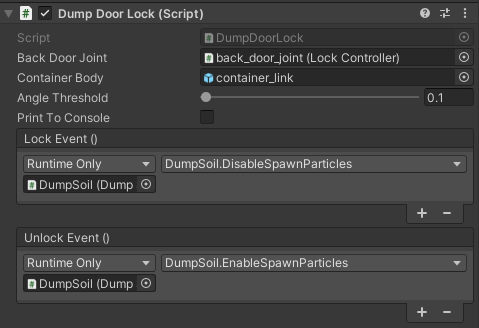 Dump Door Lock (Script)
Script DumpDoorLock
Back Door Joint back_door_joint (Lock Controller)
Container Body container_link
Angle Threshold 0.1
Print To Console
Lock Event ()
Runtime Only DumpSoil.DisableSpawnParticles
DumpSoil (Dump
Unlock Event ()
Runtime Only DumpSoil.EnableSpawnParticles
DumpSoil (Dump